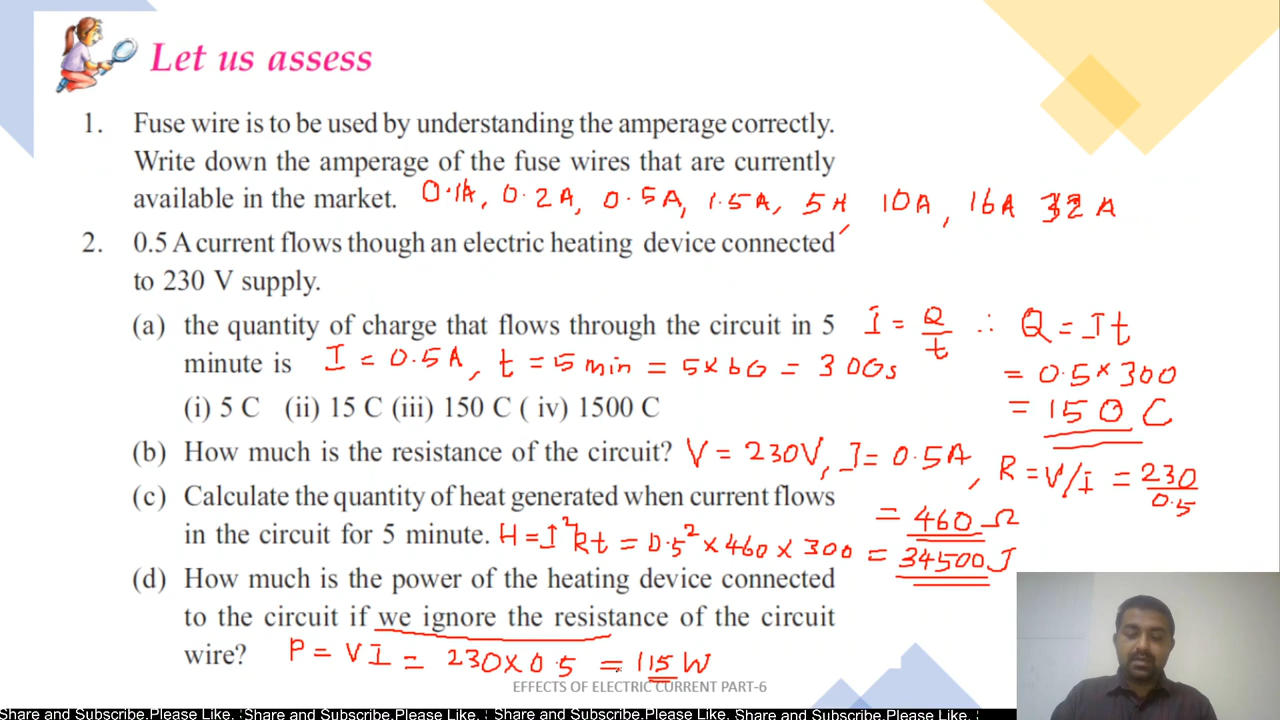 Let us assess
1. Fuse wire is to be used by understanding the amperage correctly.
Write down the amperage of the fuse wires that are currently
available in the market. 0.1A, 0.2A, 0.5A, 1.5A, 5A, 10A, 16A 32A
2. 0.5 A current flows though an electric heating device connected
to 230 V supply.
(a) the quantity of charge that flows through the circuit in 5 I = Q/t ∴ Q = It
minute is I = 0.5A, t = 5 min = 5×60 = 300s = 0.5×300
(i) 5 C (ii) 15 C (iii) 150 C ( iv) 1500 C = 150 C
(b) How much is the resistance of the circuit? V = 230V, I = 0.5A, R = V/I = 230/0.5
(c) Calculate the quantity of heat generated when current flows = 460 Ω
in the circuit for 5 minute. H = I²Rt = 0.5² × 460 × 300 = 34500J
(d) How much is the power of the heating device connected
to the circuit if we ignore the resistance of the circuit
wire? P = VI = 230×0.5 = 115 W
EFFECTS OF ELECTRIC CURRENT PART-6
Share and Subscribe.Please Like. Share and Subscribe.Please Like. Share and Subscribe.Please Like. Share and Subscribe.Please Like.